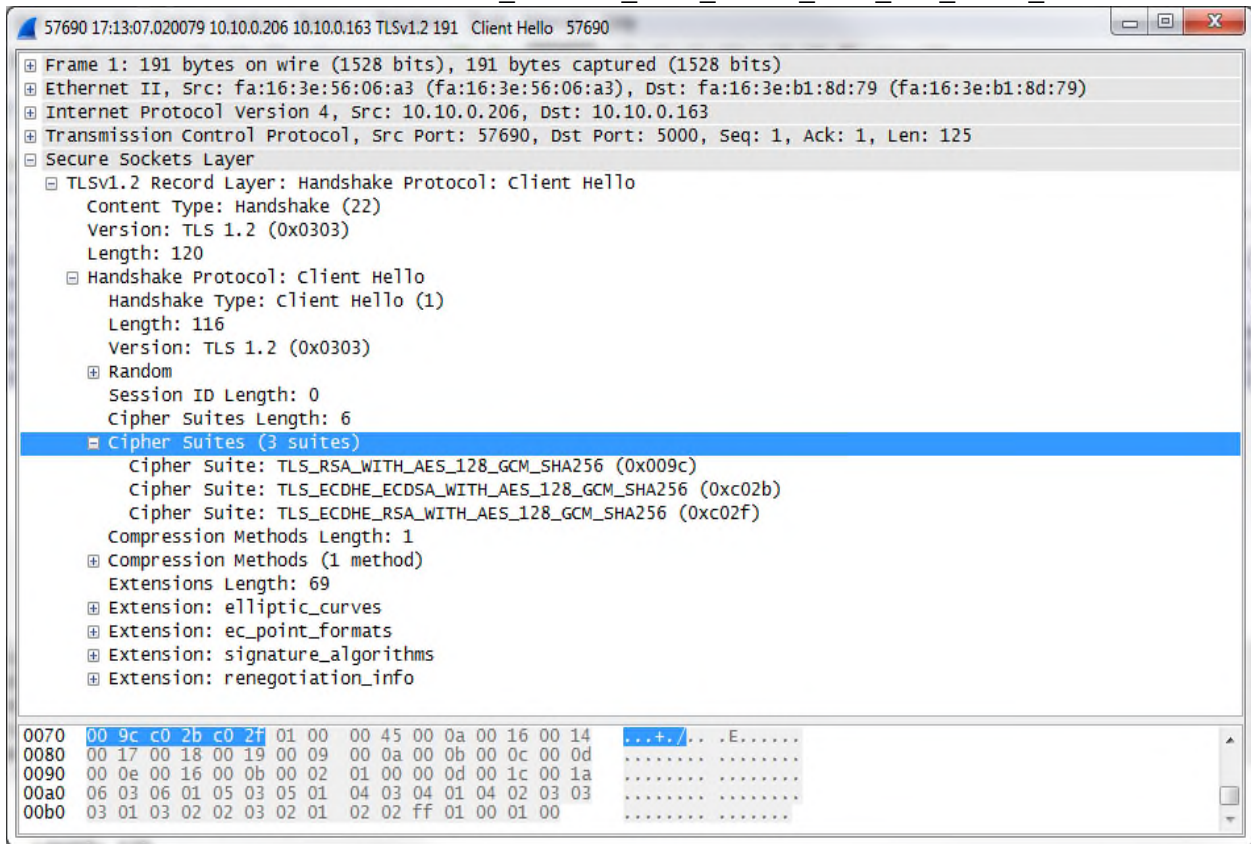 57690 17:13:07.020079 10.10.0.206 10.10.0.163 TLSv1.2 191 Client Hello 57690
Frame 1: 191 bytes on wire (1528 bits), 191 bytes captured (1528 bits)
Ethernet II, Src: fa:16:3e:56:06:a3 (fa:16:3e:56:06:a3), Dst: fa:16:3e:b1:8d:79 (fa:16:3e:b1:8d:79)
Internet Protocol Version 4, Src: 10.10.0.206, Dst: 10.10.0.163
Transmission Control Protocol, Src Port: 57690, Dst Port: 5000, Seq: 1, Ack: 1, Len: 125
Secure Sockets Layer
TLSv1.2 Record Layer: Handshake Protocol: Client Hello
Content Type: Handshake (22)
Version: TLS 1.2 (0x0303)
Length: 120
Handshake Protocol: Client Hello
Handshake Type: Client Hello (1)
Length: 116
Version: TLS 1.2 (0x0303)
Random
Session ID Length: 0
Cipher Suites Length: 6
Cipher Suites (3 suites)
Cipher Suite: TLS_RSA_WITH_AES_128_GCM_SHA256 (0x009c)
Cipher Suite: TLS_ECDHE_ECDSA_WITH_AES_128_GCM_SHA256 (0xc02b)
Cipher Suite: TLS_ECDHE_RSA_WITH_AES_128_GCM_SHA256 (0xc02f)
Compression Methods Length: 1
Compression Methods (1 method)
Extensions Length: 69
Extension: elliptic_curves
Extension: ec_point_formats
Extension: signature_algorithms
Extension: renegotiation_info
0070 00 9c c0 2b c0 2f 01 00 00 45 00 0a 00 16 00 14 ...+./.. .E......
0080 00 17 00 18 00 19 00 09 00 0a 00 0b 00 0c 00 0d ........ ........
0090 00 0e 00 16 00 0b 00 02 01 00 00 0d 00 1c 00 1a ........ ........
00a0 06 03 06 01 05 03 05 01 04 03 04 01 04 02 03 03 ........ ........
00b0 03 01 03 02 02 03 02 01 02 02 ff 01 00 01 00 ........ .......